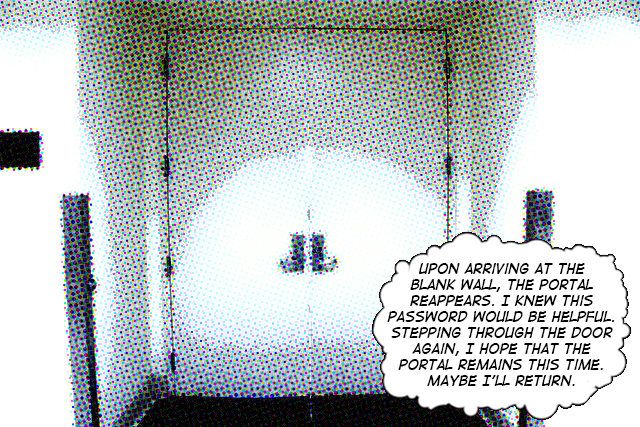 UPON ARRIVING AT THE
BLANK WALL, THE PORTAL
REAPPEARS. I KNEW THIS
PASSWORD WOULD BE HELPFUL.
STEPPING THROUGH THE DOOR
AGAIN, I HOPE THAT THE
PORTAL REMAINS THIS TIME.
MAYBE I'LL RETURN.